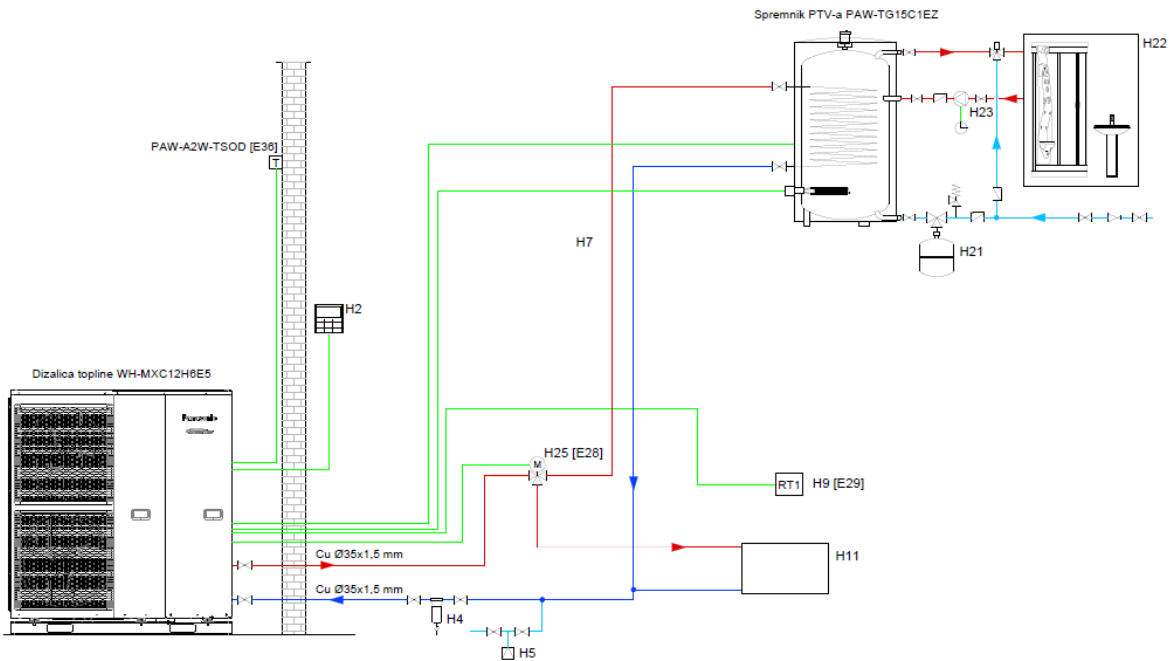 Spremnik PTV-a PAW-TG15C1EZ
H22
H23
PAW-A2W-TSOD [E36]
T
H7
H21
H2
Dizalica topline WH-MXC12H6E5
Panasonic
H25 [E28]
M
RT1
H9 [E29]
Cu Ø35x1,5 mm
H11
Cu Ø35x1,5 mm
H4
H5